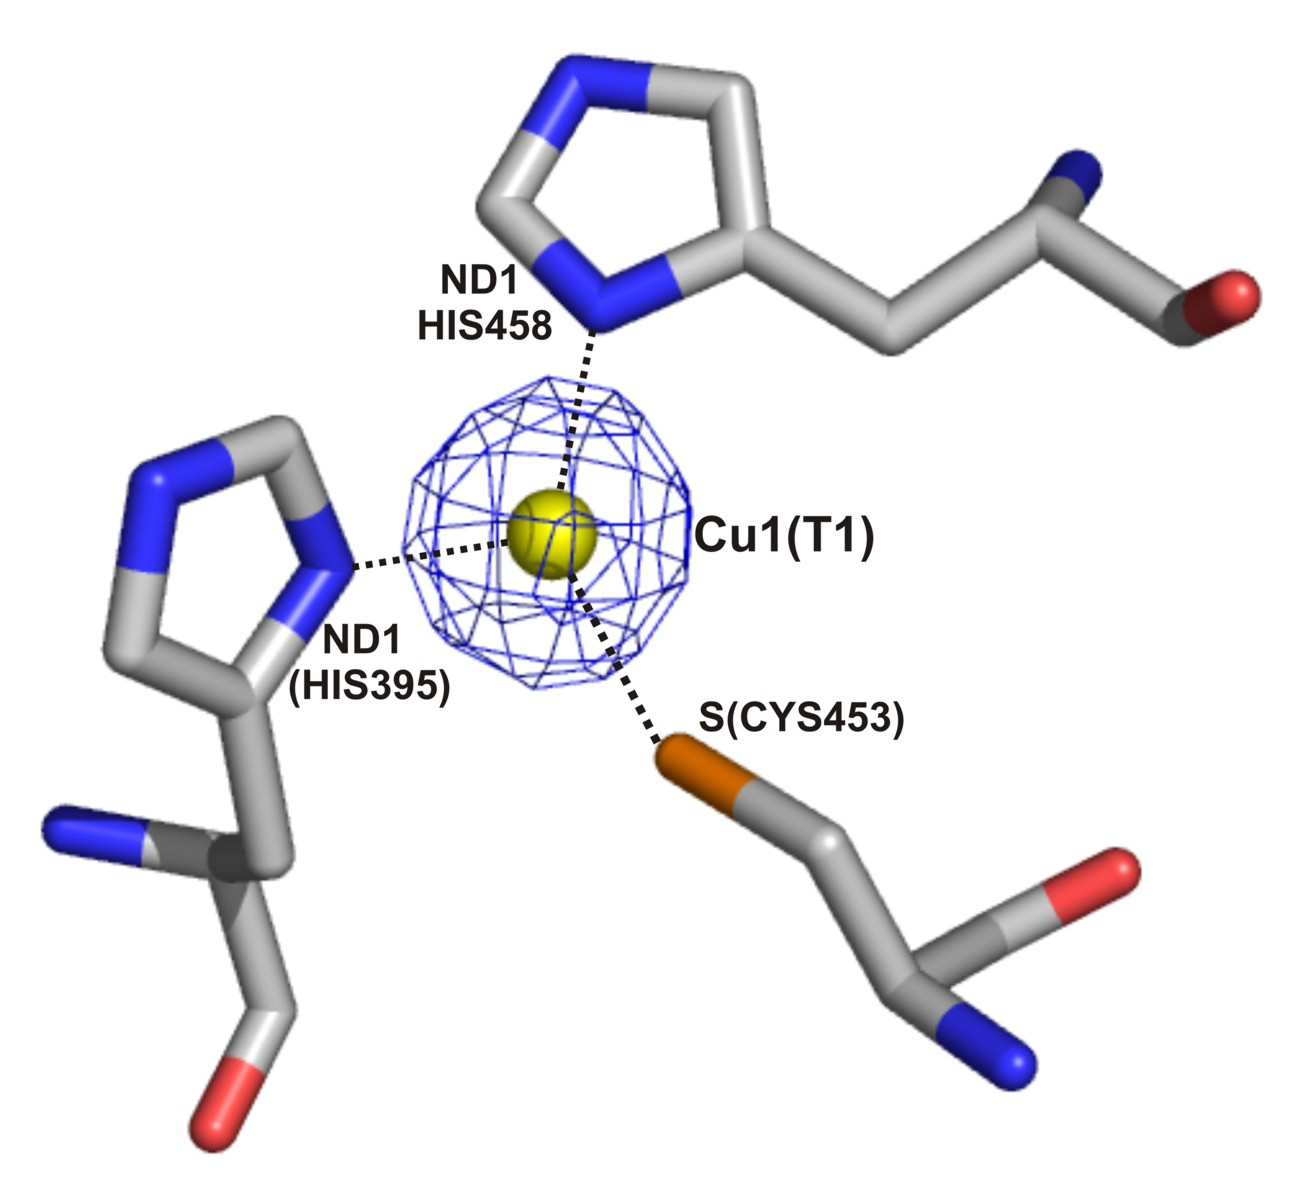 ND1
HIS458
Cu1(T1)
ND1
(HIS395)
S(CYS453)